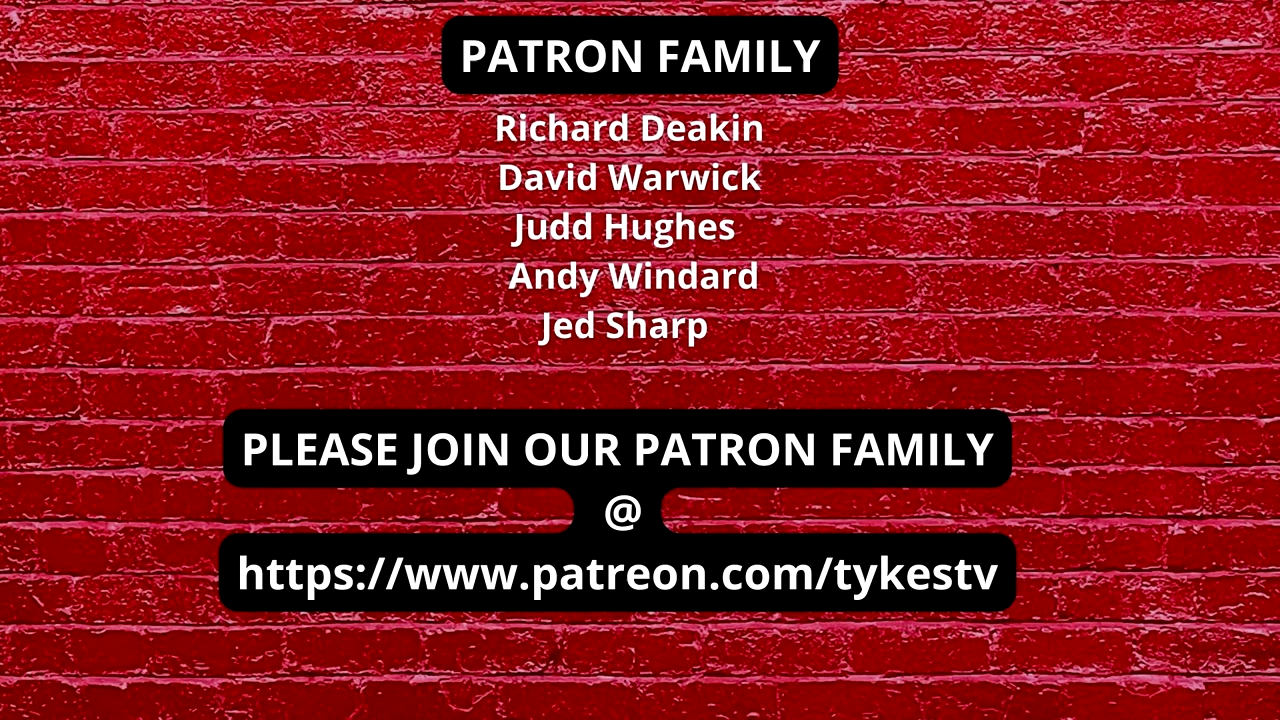 PATRON FAMILY
Richard Deakin
David Warwick
Judd Hughes
Andy Windard
Jed Sharp
PLEASE JOIN OUR PATRON FAMILY
@
https://www.patreon.com/tykestv